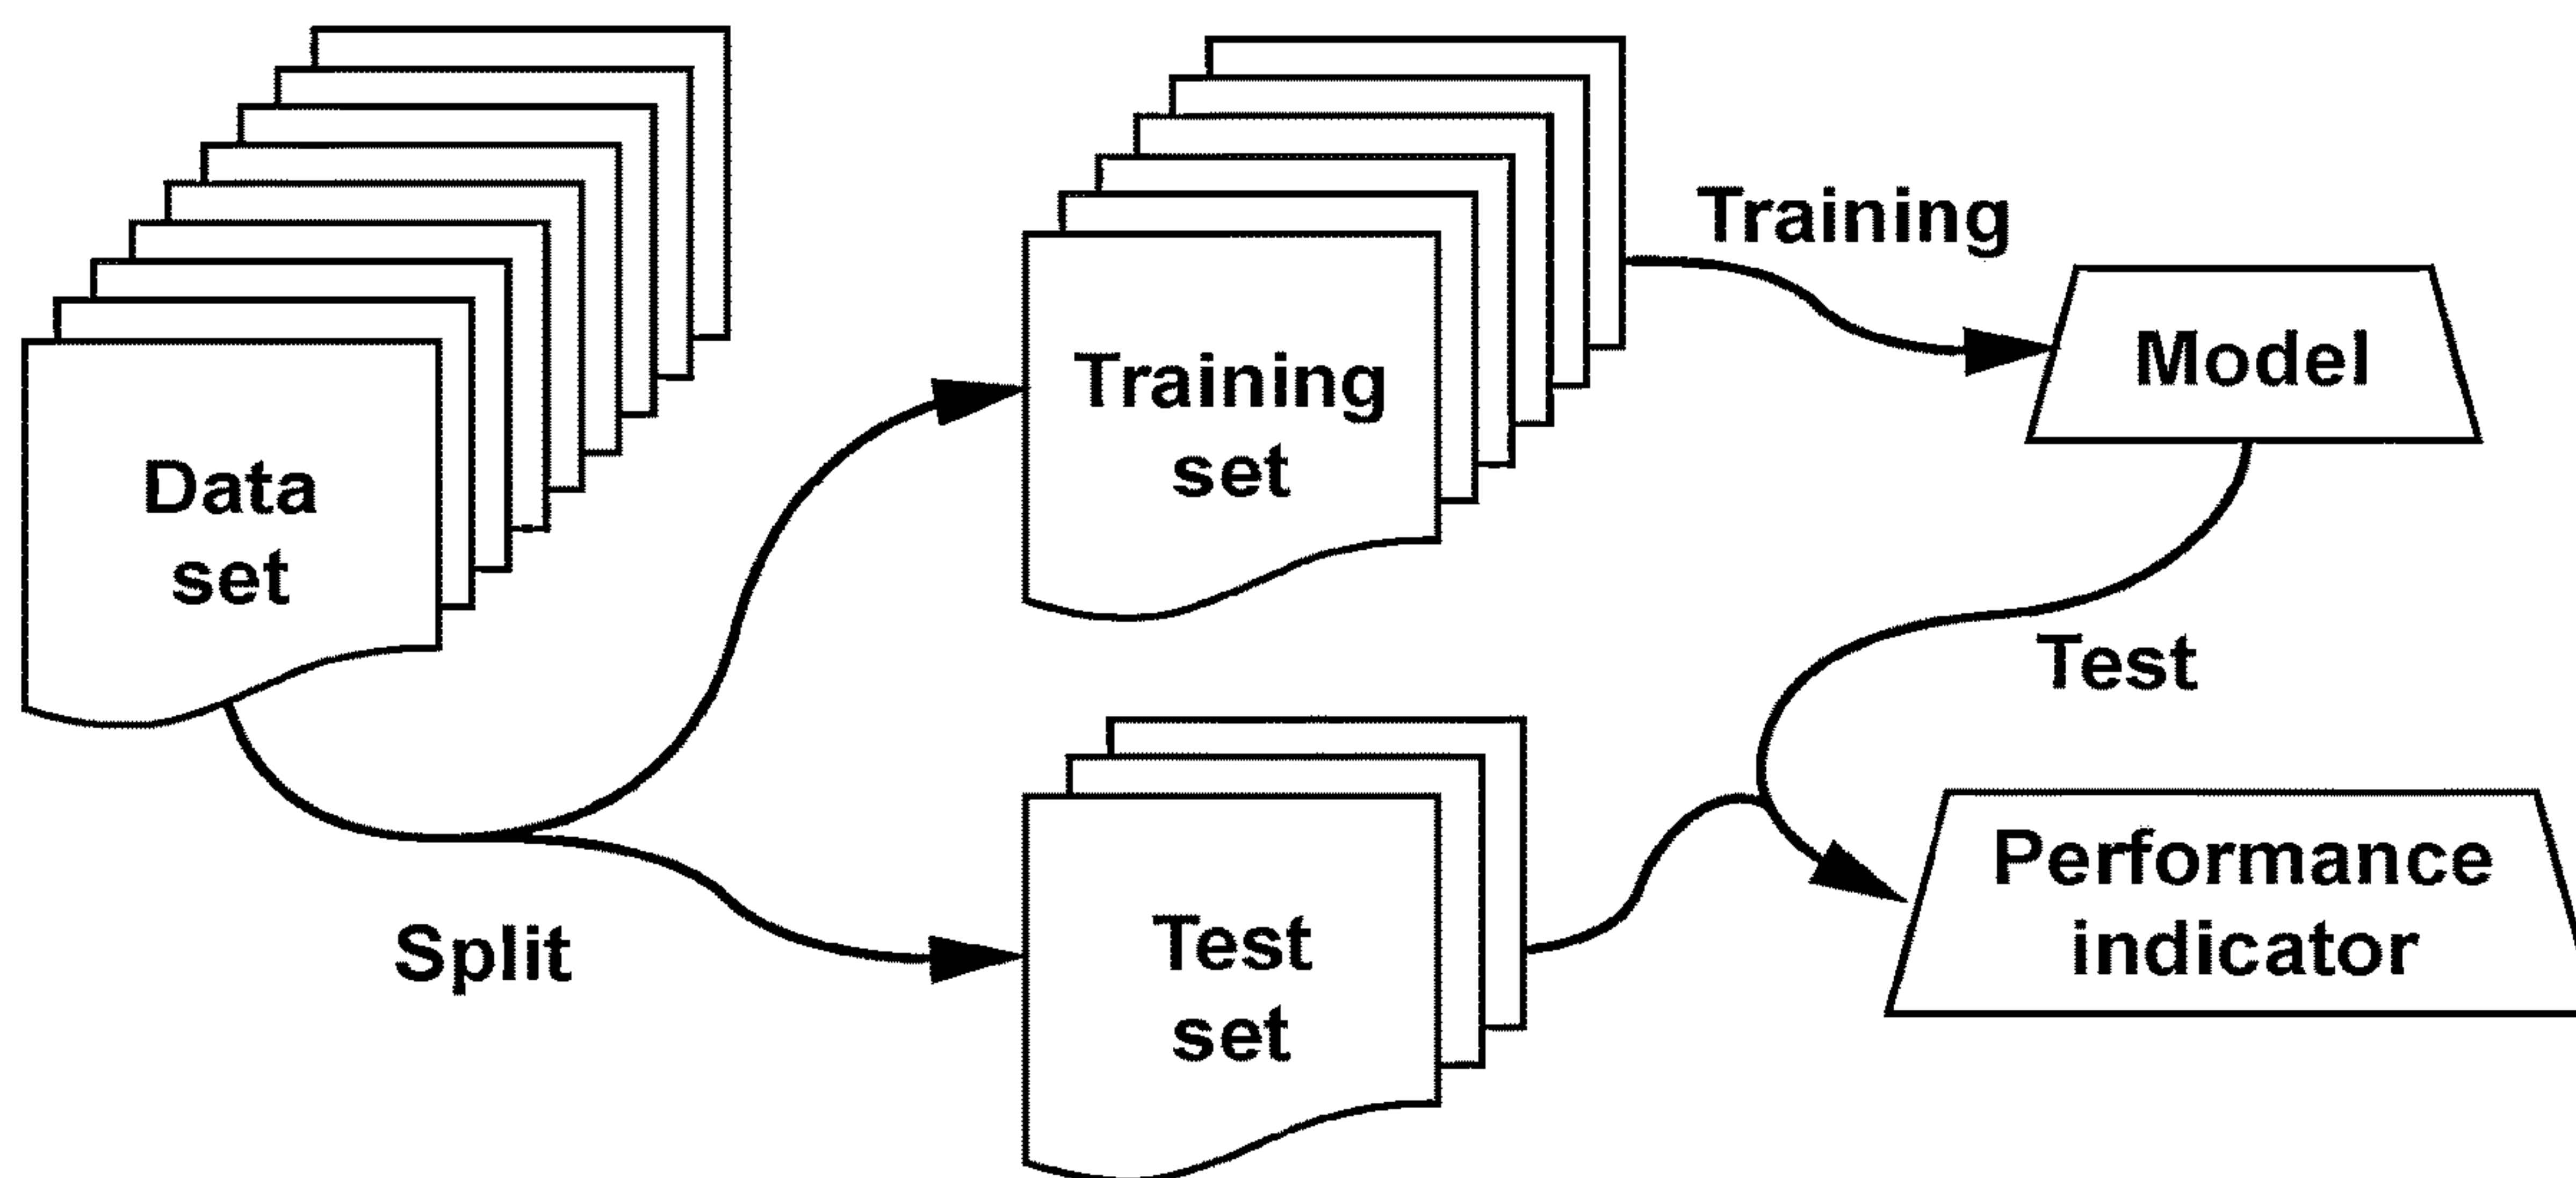 Data
set
Split
Training
set
Test
set
Training
Model
Test
Performance
indicator